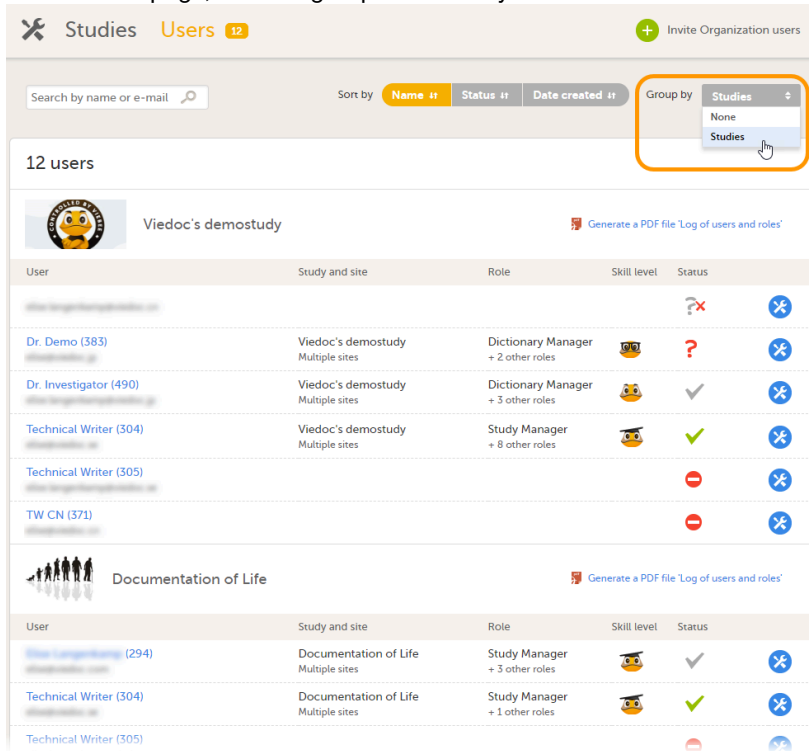 Studies Users 12 Invite Organization users
Search by name or e-mail Sort by Name Status Date created Group by Studies
None
Studies
12 users
CONTROLLED BY VIEDOC
Viedoc's demostudy Generate a PDF file 'Log of users and roles'
User Study and site Role Skill level Status
Dr. Demo (383) Viedoc's demostudy Dictionary Manager
Multiple sites + 2 other roles
Dr. Investigator (490) Viedoc's demostudy Dictionary Manager
Multiple sites + 3 other roles
Technical Writer (304) Viedoc's demostudy Study Manager
Multiple sites + 8 other roles
Technical Writer (305)
TW CN (371)
Documentation of Life Generate a PDF file 'Log of users and roles'
User Study and site Role Skill level Status
(294) Documentation of Life Study Manager
Multiple sites + 3 other roles
Technical Writer (304) Documentation of Life Study Manager
Multiple sites + 1 other roles
Technical Writer (305)